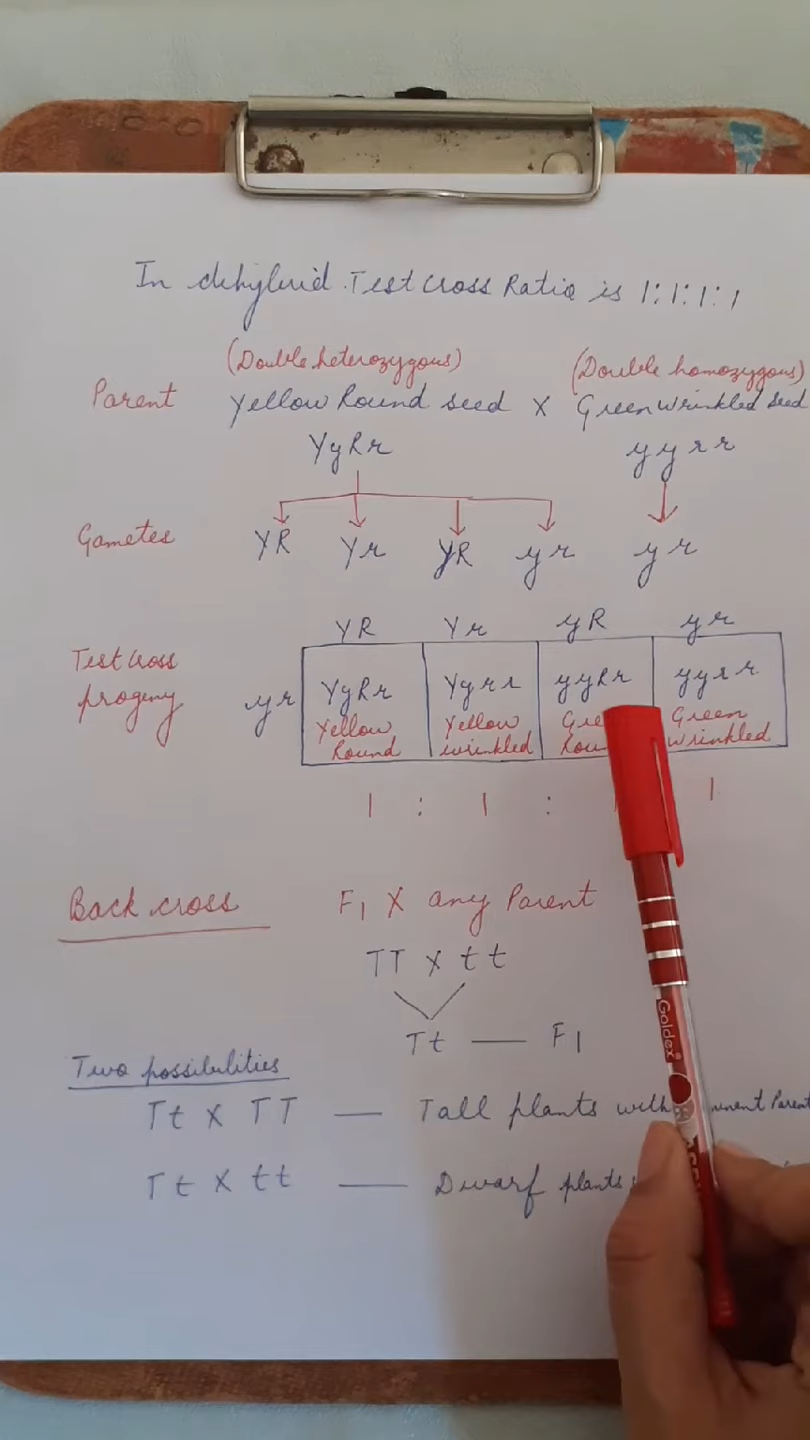 In dihybrid Test Cross Ratio is 1:1:1:1
(Double heterozygous) (Double homozygous)
Parent Yellow Round seed X Green wrinkled seed
YyRr yyrr
Gametes YR Yr yR yr yr
YR Yr yR yr
Test Cross progeny yr YyRr Yyrr yyRr yyrr
Yellow Round Yellow wrinkled Green Wrinkled
1 : 1 : 1
Back cross F1 X any Parent
TT X tt
Tt — F1
Two possibilities
Tt X TT — Tall plants with Parent
Tt X tt — Dwarf plants
Goldex